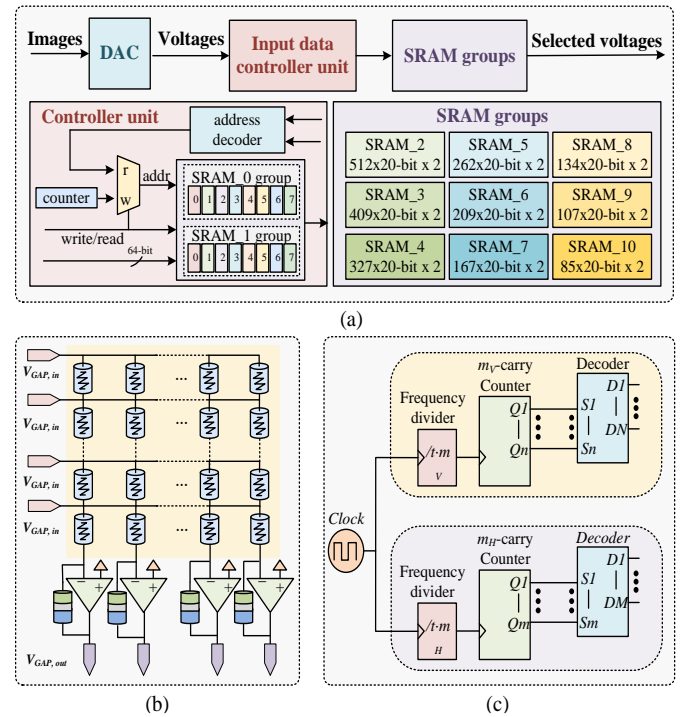 Images
DAC
Voltages
Input data
controller unit
SRAM groups
Selected voltages
Controller unit
address
decoder
r
w
addr
counter
write/read
64-bit
SRAM_0 group
0 1 2 3 4 5 6 7
SRAM_1 group
0 1 2 3 4 5 6 7
SRAM groups
SRAM_2
512x20-bit x 2
SRAM_5
262x20-bit x 2
SRAM_8
134x20-bit x 2
SRAM_3
409x20-bit x 2
SRAM_6
209x20-bit x 2
SRAM_9
107x20-bit x 2
SRAM_4
327x20-bit x 2
SRAM_7
167x20-bit x 2
SRAM_10
85x20-bit x 2
(a)
V_GAP, in
...
V_GAP, in
...
V_GAP, in
...
V_GAP, in
...
− + − + − + − +
V_GAP, out
(b)
Clock
Frequency
divider
/t·m
V
m_V-carry
Counter
Q1
Qn
Decoder
S1
Sn
D1
DN
Frequency
divider
/t·m
H
m_H-carry
Counter
Q1
Qm
Decoder
S1
Sm
D1
DM
(c)